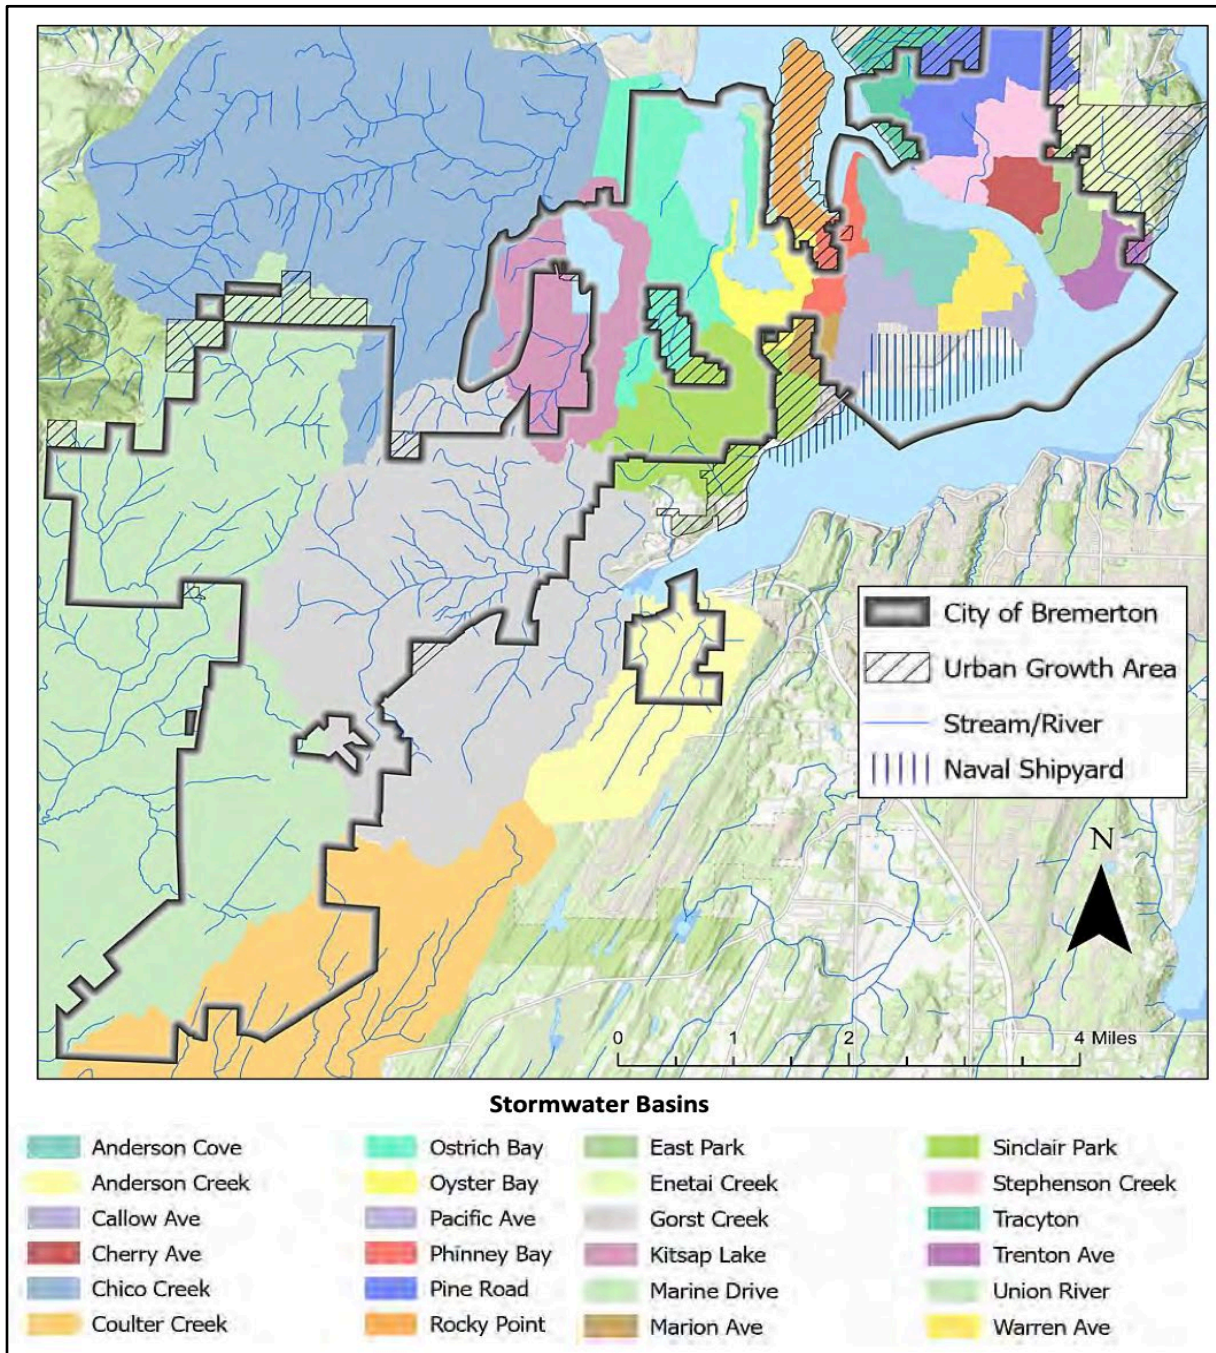 City of Bremerton
Urban Growth Area
Stream/River
Naval Shipyard
N
0 1 2 4 Miles
Stormwater Basins
Anderson Cove Ostrich Bay East Park Sinclair Park
Anderson Creek Oyster Bay Enetai Creek Stephenson Creek
Callow Ave Pacific Ave Gorst Creek Tracyton
Cherry Ave Phinney Bay Kitsap Lake Trenton Ave
Chico Creek Pine Road Marine Drive Union River
Coulter Creek Rocky Point Marion Ave Warren Ave